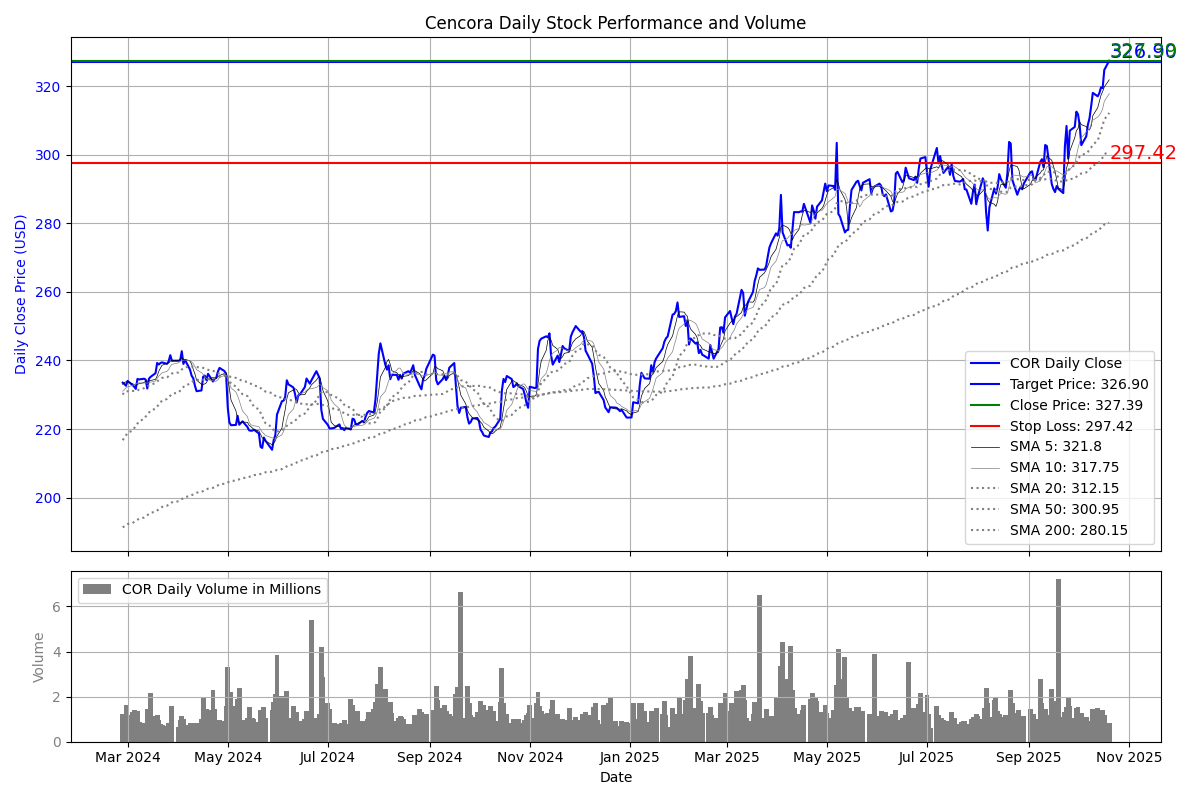 Cencora Daily Stock Performance and Volume
327.39
326.90
297.42
Daily Close Price (USD)
320
300
280
260
240
220
200
COR Daily Close
Target Price: 326.90
Close Price: 327.39
Stop Loss: 297.42
SMA 5: 321.8
SMA 10: 317.75
SMA 20: 312.15
SMA 50: 300.95
SMA 200: 280.15
COR Daily Volume in Millions
Volume
6
4
2
0
Mar 2024 May 2024 Jul 2024 Sep 2024 Nov 2024 Jan 2025 Mar 2025 May 2025 Jul 2025 Sep 2025 Nov 2025
Date